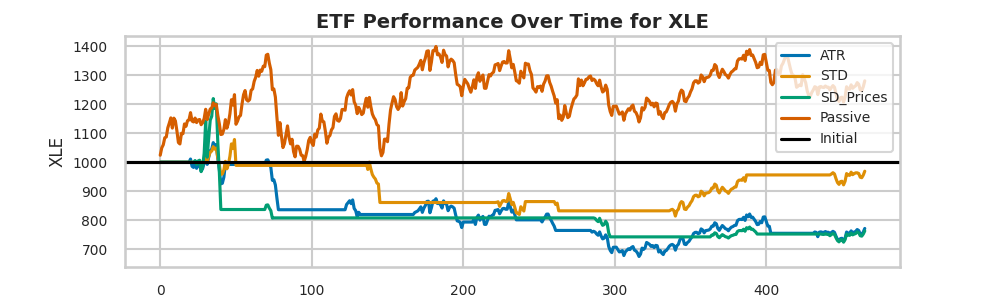 ETF Performance Over Time for XLE
1400
1300
1200
1100
1000
900
800
700
XLE
ATR
STD
SD_Prices
Passive
Initial
0
100
200
300
400